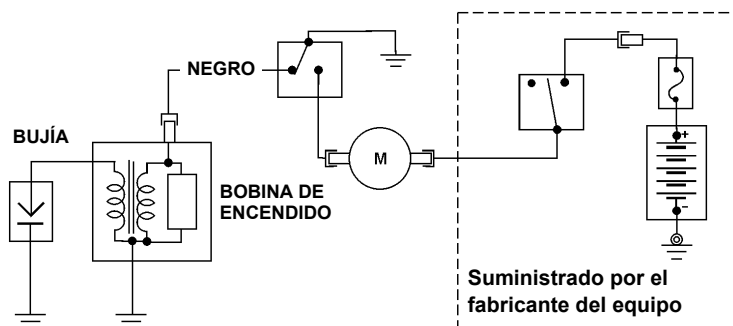 NEGRO
BUJÍA
M
+
BOBINA DE
ENCENDIDO
−
Suministrado por el
fabricante del equipo